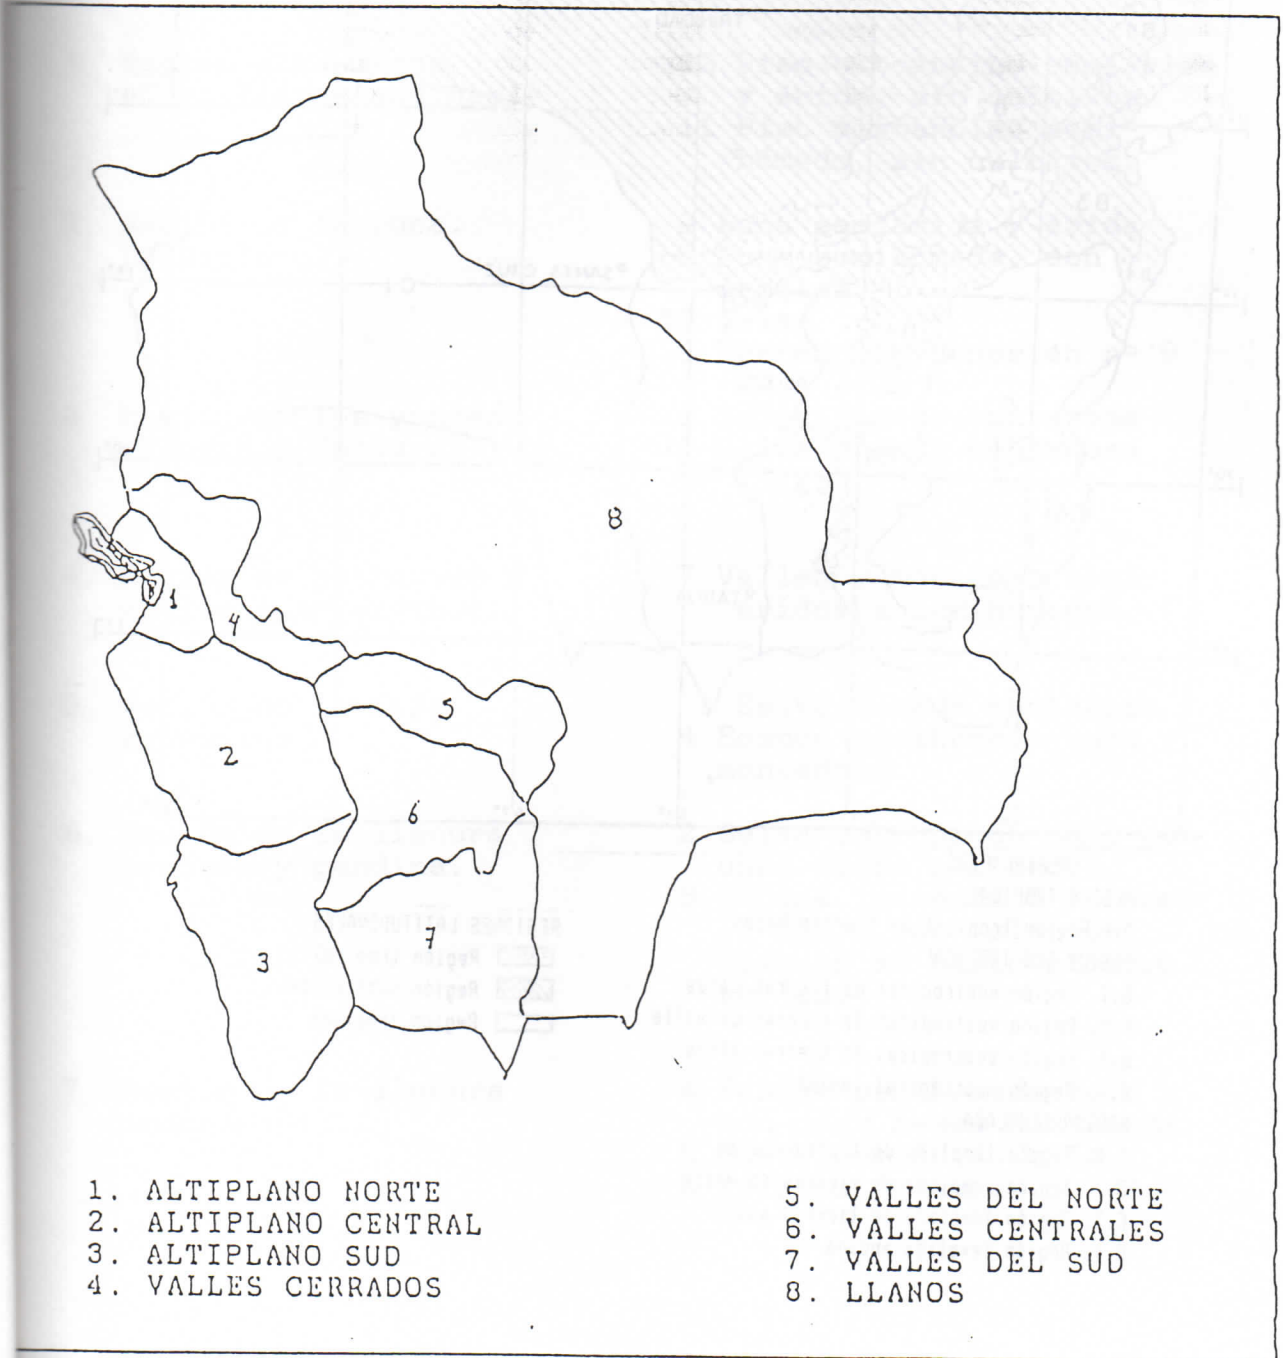 8
1
4
5
2
6
7
3
1. ALTIPLANO NORTE
2. ALTIPLANO CENTRAL
3. ALTIPLANO SUD
4. VALLES CERRADOS
5. VALLES DEL NORTE
6. VALLES CENTRALES
7. VALLES DEL SUD
8. LLANOS